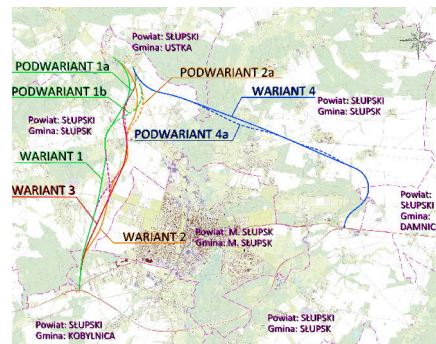 Powiat: SŁUPSKI
Gmina: USTKA
PODWARIANT 1a
PODWARIANT 2a
PODWARIANT 1b
WARIANT 4
Powiat: SŁUPSKI
Gmina: SŁUPSK
Powiat: SŁUPSKI
Gmina: SŁUPSK
PODWARIANT 4a
WARIANT 1
WARIANT 3
Powiat:
SŁUPSKI
Gmina:
DAMNIC
WARIANT 2
Powiat: M. SŁUPSK
Gmina: M. SŁUPSK
Powiat: SŁUPSKI
Gmina: KOBYLNICA
Powiat: SŁUPSKI
Gmina: SŁUPSK